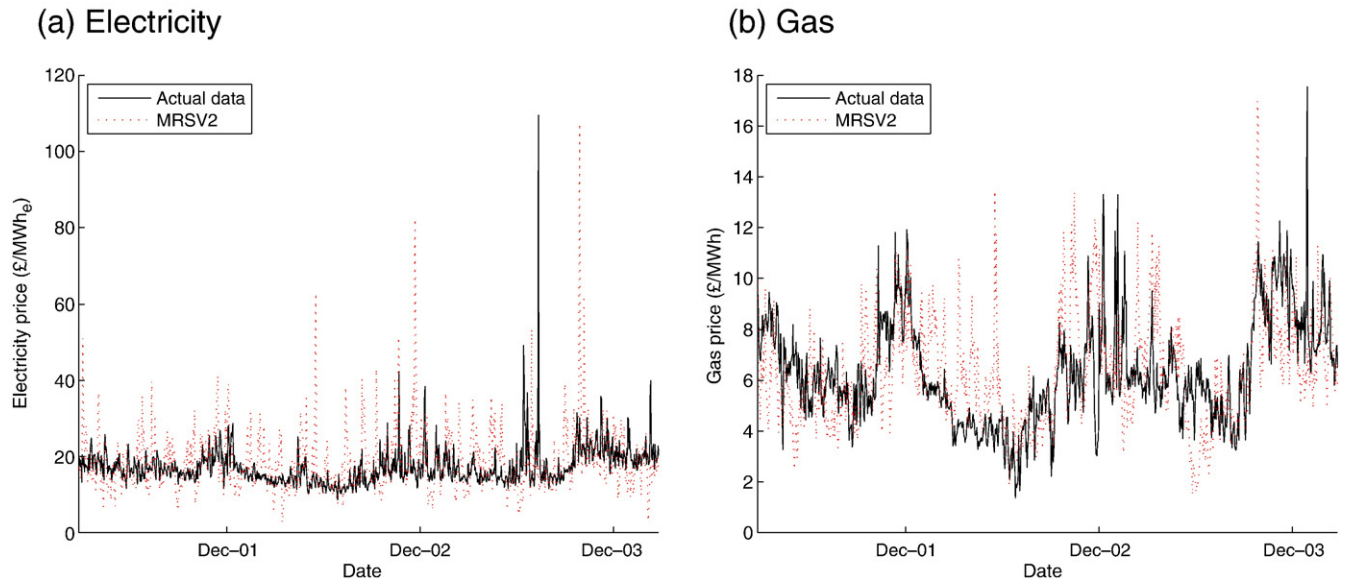 (a) Electricity
120
100
80
60
40
20
0
Electricity price (£/MWhₑ)
Actual data
MRSV2
Dec–01
Dec–02
Dec–03
Date
(b) Gas
18
16
14
12
10
8
6
4
2
0
Gas price (£/MWh)
Actual data
MRSV2
Dec–01
Dec–02
Dec–03
Date